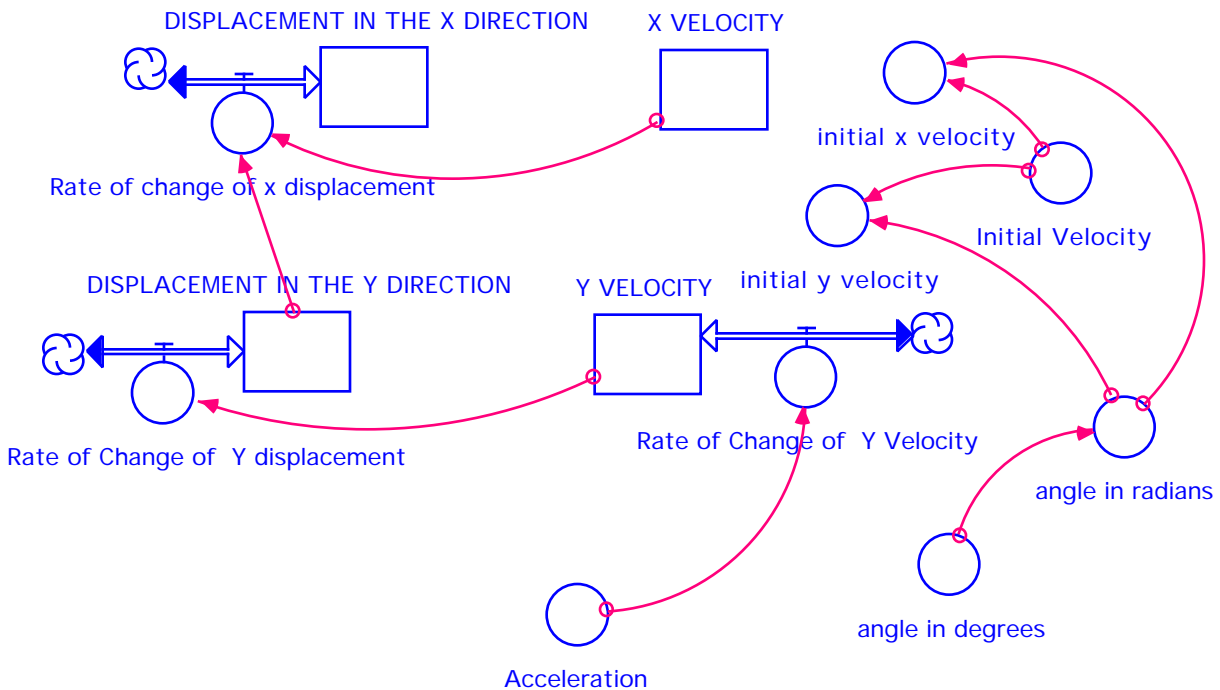 DISPLACEMENT IN THE X DIRECTION
X VELOCITY
initial x velocity
Rate of change of x displacement
Initial Velocity
DISPLACEMENT IN THE Y DIRECTION
Y VELOCITY
initial y velocity
Rate of Change of Y displacement
Rate of Change of Y Velocity
angle in radians
angle in degrees
Acceleration